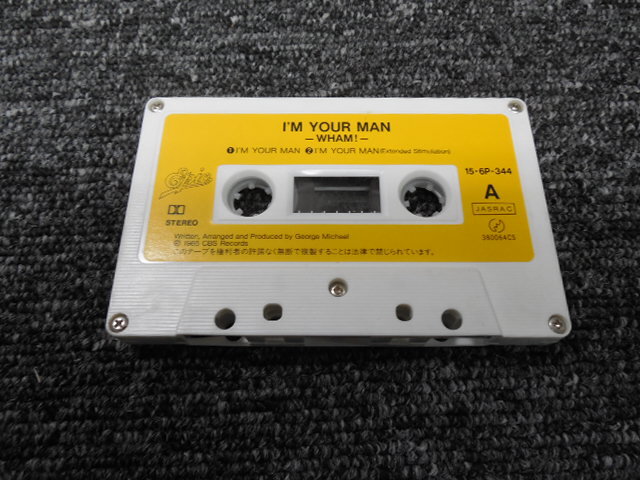 I'M YOUR MAN
– WHAM! –
❶ I'M YOUR MAN ❷ I'M YOUR MAN (Extended Stimulation)
Epic
15・6P-344
A
JASRAC
STEREO
380064CS
Written, Arranged and Produced by George Michael
© 1985 CBS Records
このテープを権利者の許諾なく無断で複製することは法律で禁じられています。